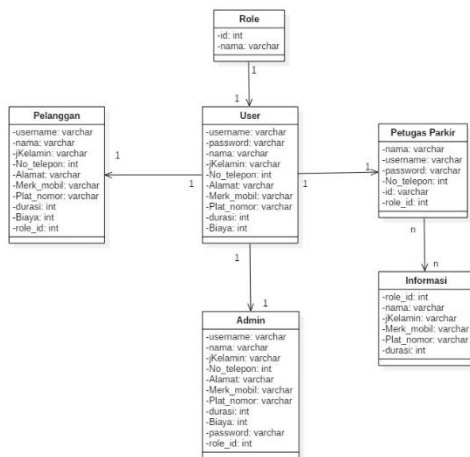 Role
-id: int
-nama: varchar
1
1
Pelanggan
-username: varchar
-nama: varchar
-jKelamin: varchar
-No_telepon: int
-Alamat: varchar
-Merk_mobil: varchar
-Plat_nomor: varchar
-durasi: int
-Biaya: int
-role_id: int
1
1
User
-username: varchar
-password: varchar
-nama: varchar
-jKelamin: varchar
-No_telepon: int
-Alamat: varchar
-Merk_mobil: varchar
-Plat_nomor: varchar
-durasi: int
-Biaya: int
1
1
Petugas Parkir
-nama: varchar
-username: varchar
-password: varchar
-No_telepon: int
-id: varchar
-role_id: int
n
n
Informasi
-role_id: int
-nama: varchar
-jKelamin: varchar
-Merk_mobil: varchar
-Plat_nomor: varchar
-durasi: int
1
1
Admin
-username: varchar
-nama: varchar
-jKelamin: varchar
-No_telepon: int
-Alamat: varchar
-Merk_mobil: varchar
-Plat_nomor: varchar
-durasi: int
-Biaya: int
-password: varchar
-role_id: int